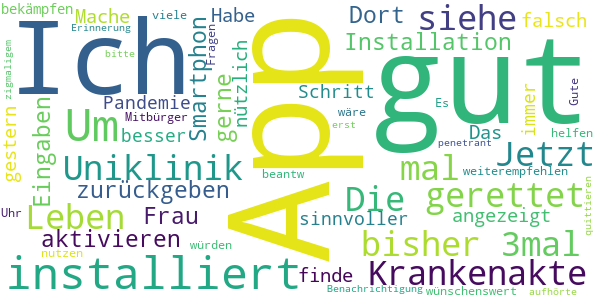 bekämpfen
Mache
viele
Habe
Dort
siehe
falsch
Erinnerung
Ich
App
gut
Fragen
bitte
zigmaligem
Pandemie
Smartphon
nützlich
Installation
Mitbürger
Schritt
Gute
gestern
Eingaben
Um
besser
gerne
wäre
Es
Das
immer
helfen
erst
penetrant
Jetzt
Uniklinik
mal
beantw
weiterempfehlen
zurückgeben
Die
gerettet
quittieren
Uhr
Leben
Frau
sinnvoller
angezeigt
aktivieren
würden
bisher
3mal
nutzen
installiert
finde
Krankenakte
Benachrichtigung
wünschenswert
aufhörte